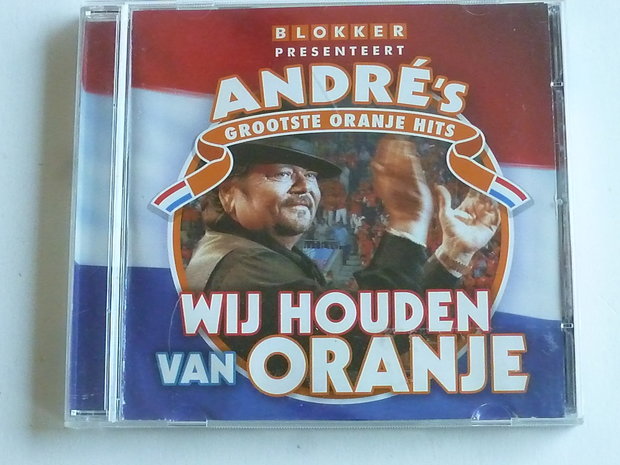 BLOKKER
PRESENTEERT
ANDRÉ's
GROOTSTE ORANJE HITS
WIJ HOUDEN
VAN ORANJE